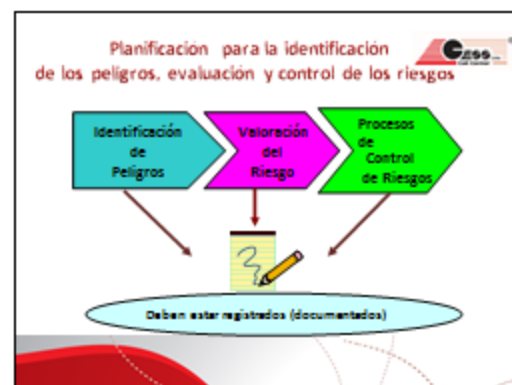 Planificación para la identificación
de los peligros, evaluación y control de los riesgos
Identificación
de
Peligros
Valoración
del
Riesgo
Procesos
de
Control
de Riesgos
Deben estar registrados (documentados)